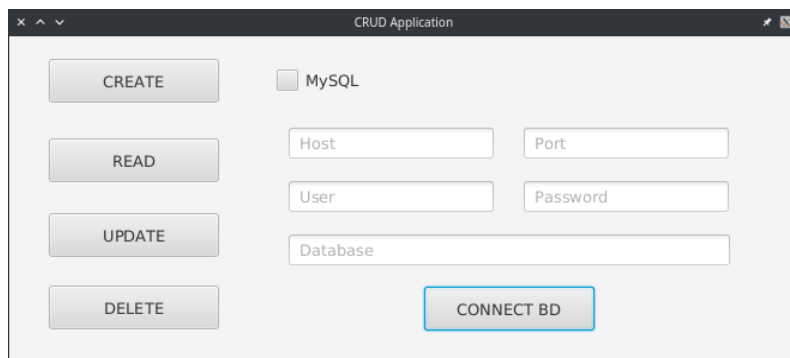 CRUD Application
CREATE
MySQL
READ
Host
Port
User
Password
UPDATE
Database
DELETE
CONNECT BD